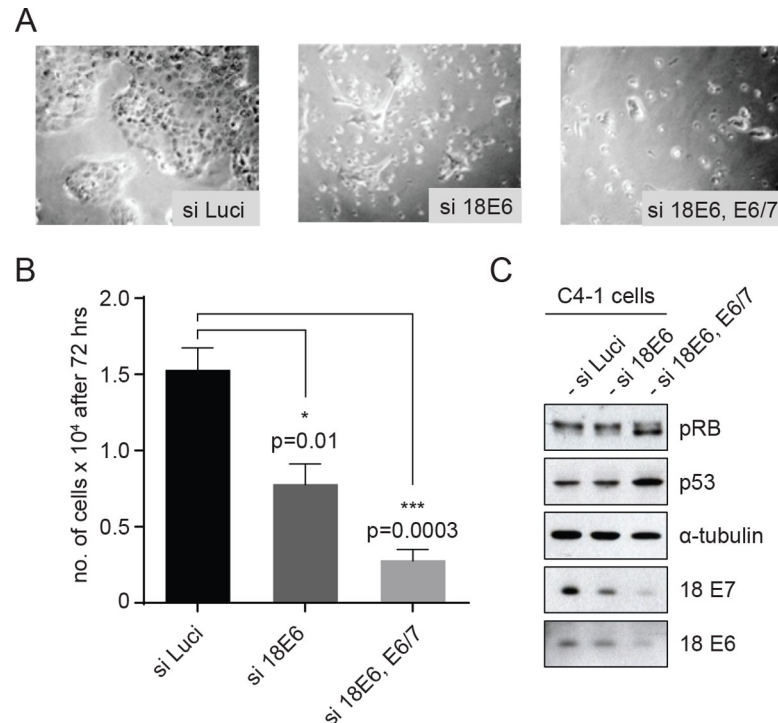 A
si Luci
si 18E6
si 18E6, E6/7
B
no. of cells x 10⁴ after 72 hrs
2.0
1.5
1.0
0.5
0
*
p=0.01
***
p=0.0003
si Luci
si 18E6
si 18E6, E6/7
C
C4-1 cells
- si Luci
- si 18E6
- si 18E6, E6/7
pRB
p53
α-tubulin
18 E7
18 E6